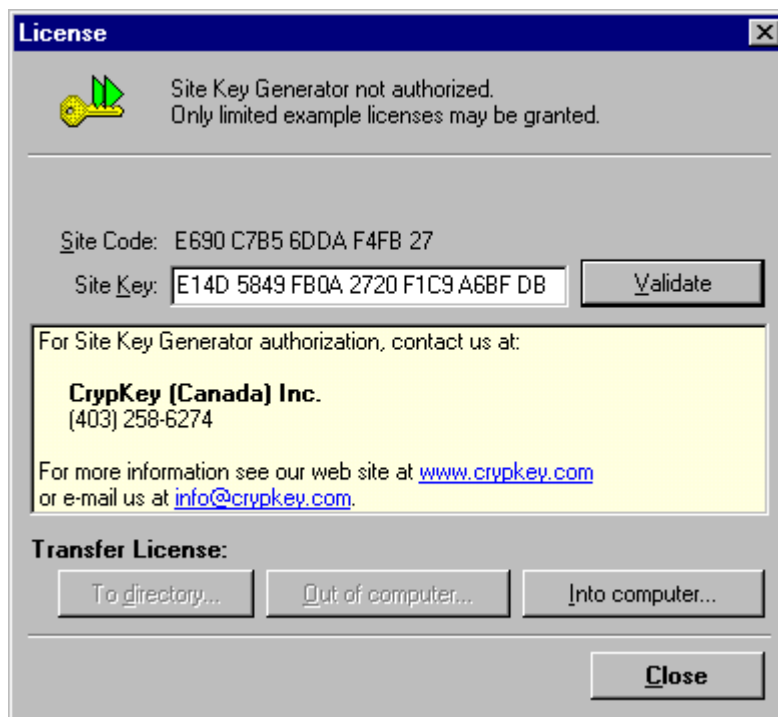 License
Site Key Generator not authorized.
Only limited example licenses may be granted.
Site Code: E690 C7B5 6DDA F4FB 27
Site Key: E14D 5849 FB0A 2720 F1C9 A6BF DB
Validate
For Site Key Generator authorization, contact us at:
CrypKey (Canada) Inc.
(403) 258-6274
For more information see our web site at www.crypkey.com
or e-mail us at info@crypkey.com.
Transfer License:
To directory...
Out of computer...
Into computer...
Close